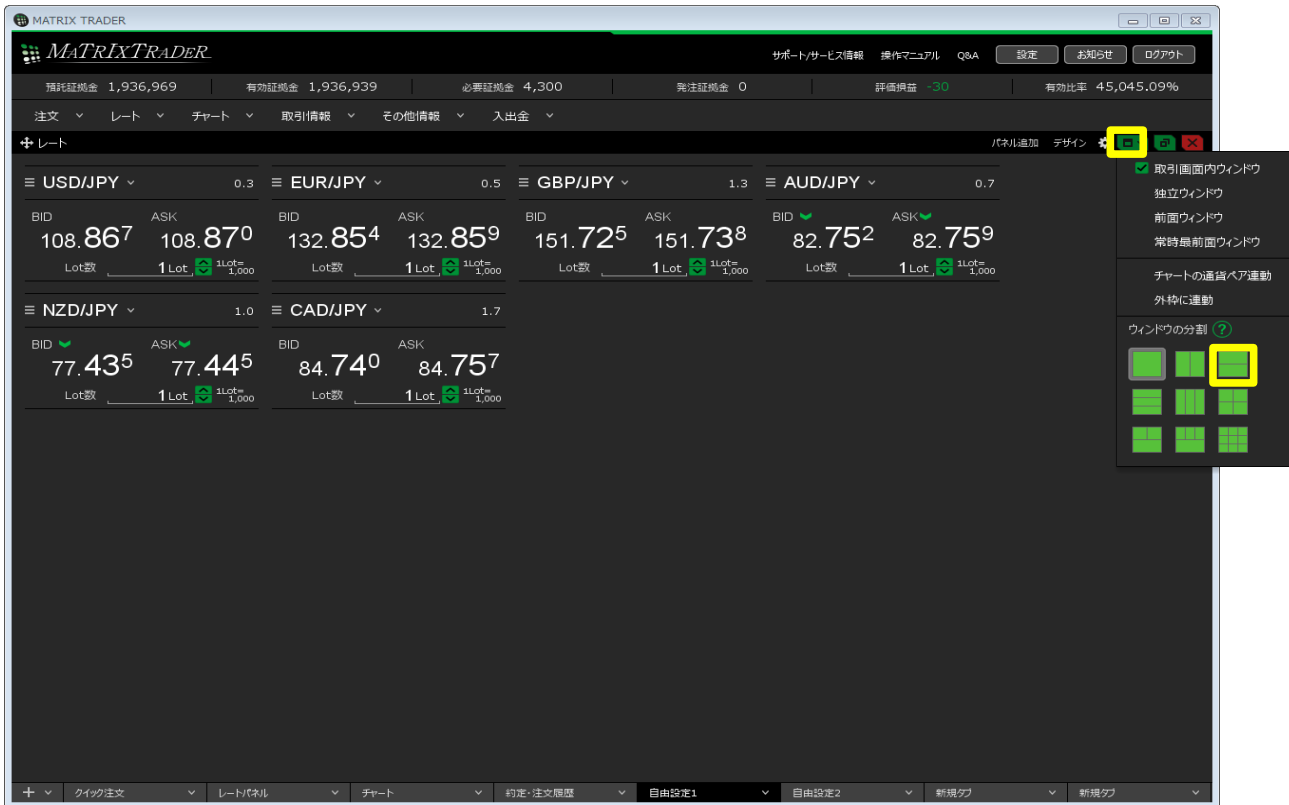 MATRIX TRADER
MATRIXTRADER
サポート/サービス情報 操作マニュアル Q&A 設定 お知らせ ログアウト
預託証拠金 1,936,969 有効証拠金 1,936,939 必要証拠金 4,300 発注証拠金 0 評価損益 -30 有効比率 45,045.09%
注文 レート チャート 取引情報 その他情報 入出金
レート パネル追加 デザイン
USD/JPY 0.3 EUR/JPY 0.5 GBP/JPY 1.3 AUD/JPY 0.7
BID ASK BID ASK BID ASK BID ASK
108.867 108.870 132.854 132.859 151.725 151.738 82.752 82.759
Lot数 1 Lot 1Lot=1,000 Lot数 1 Lot 1Lot=1,000 Lot数 1 Lot 1Lot=1,000 Lot数 1 Lot 1Lot=1,000
NZD/JPY 1.0 CAD/JPY 1.7
BID ASK BID ASK
77.435 77.445 84.740 84.757
Lot数 1 Lot 1Lot=1,000 Lot数 1 Lot 1Lot=1,000
取引画面内ウィンドウ
独立ウィンドウ
前面ウィンドウ
常時最前面ウィンドウ
チャートの通貨ペア連動
外枠に連動
ウィンドウの分割 ?
+ クイック注文 レートパネル チャート 約定・注文履歴 自由設定1 自由設定2 新規タブ 新規タブ